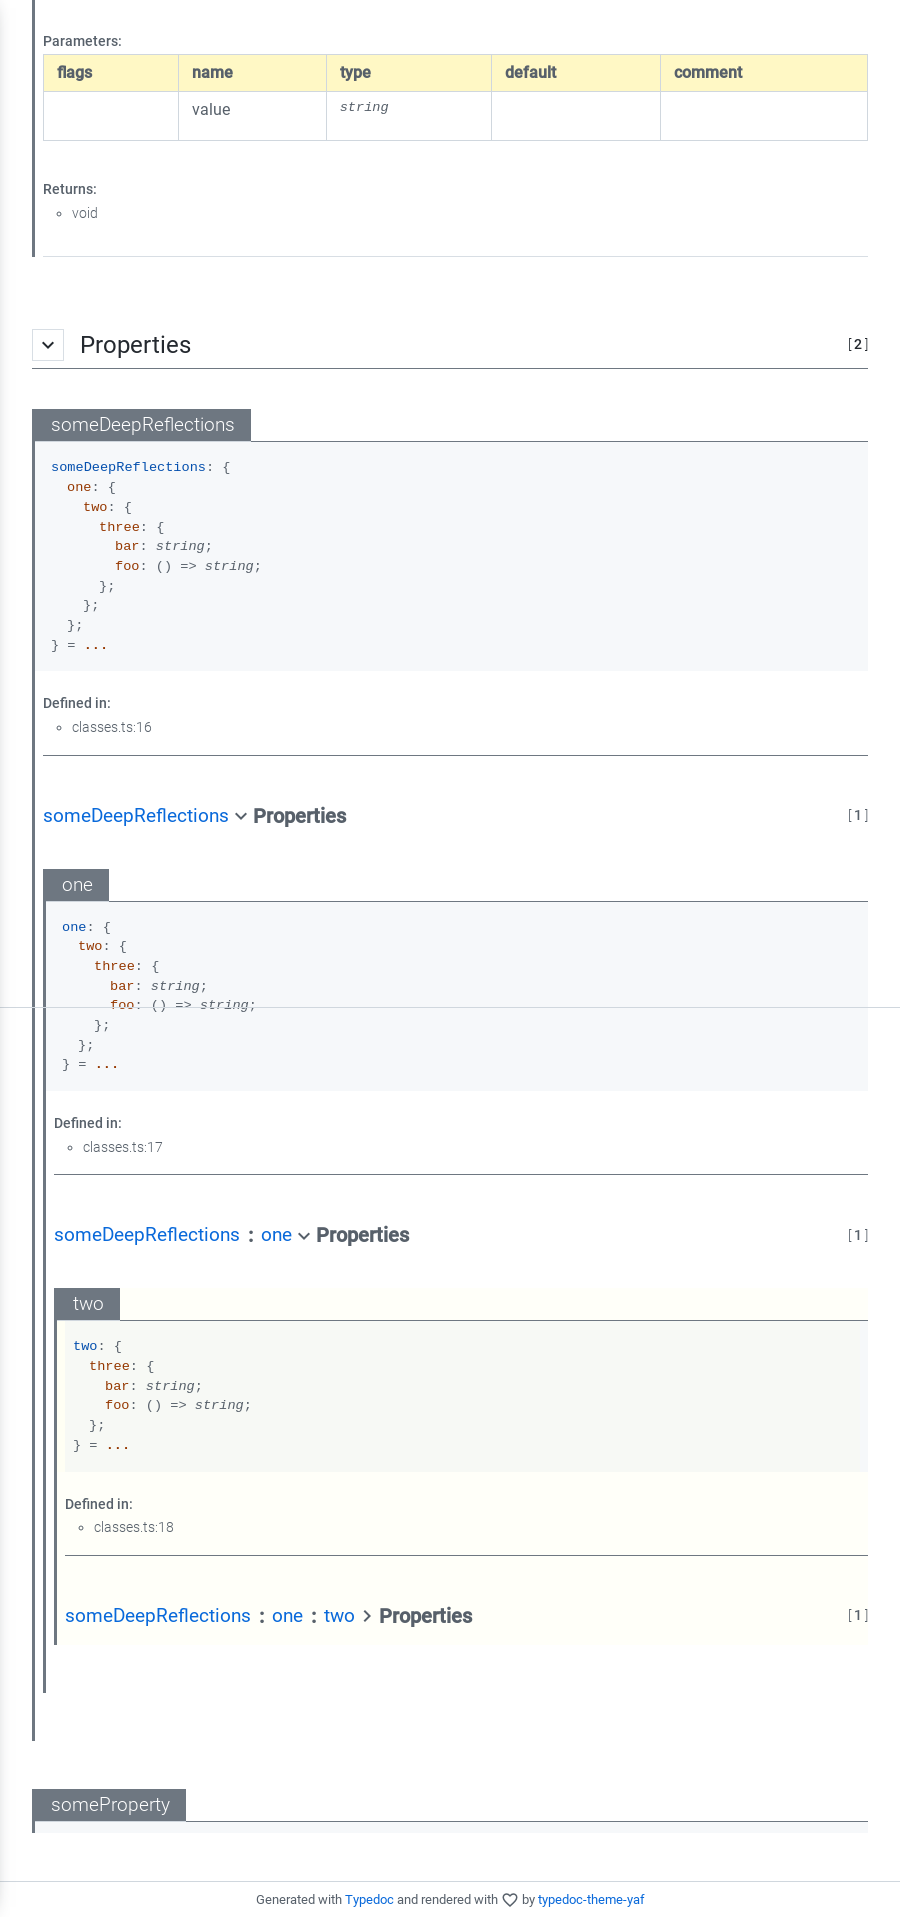 Parameters:
flags name type default comment
value string
Returns:
void
Properties [ 2 ]
someDeepReflections
someDeepReflections: {
one: {
two: {
three: {
bar: string;
foo: () => string;
};
};
};
} = ...
Defined in:
classes.ts:16
someDeepReflections Properties [ 1 ]
one
one: {
two: {
three: {
bar: string;
foo: () => string;
};
};
} = ...
Defined in:
classes.ts:17
someDeepReflections : one Properties [ 1 ]
two
two: {
three: {
bar: string;
foo: () => string;
};
} = ...
Defined in:
classes.ts:18
someDeepReflections : one : two Properties [ 1 ]
someProperty
Generated with Typedoc and rendered with by typedoc-theme-yaf